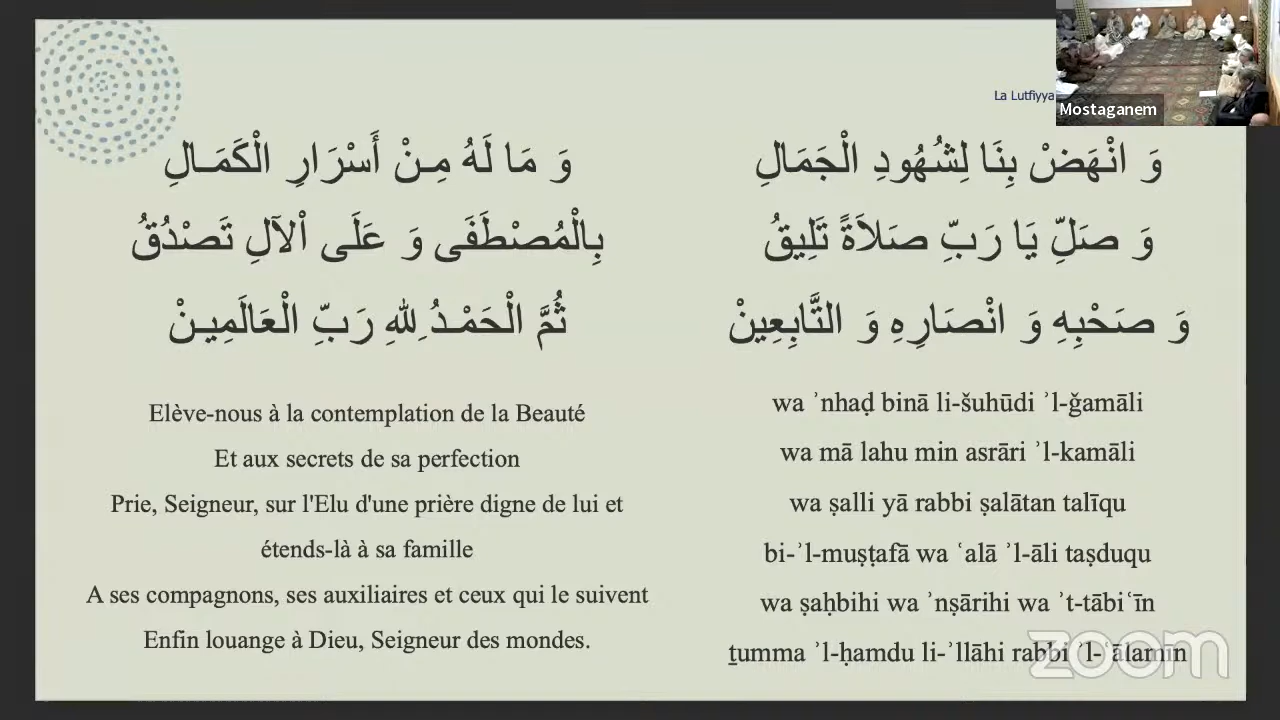 La Lutfiyya
Mostaganem
وَ انْهَضْ بِنَا لِشُهُودِ الْجَمَالِ
وَ مَا لَهُ مِـنْ أَسْرَارِ الْكَمَـالِ
وَ صَلِّ يَا رَبِّ صَلاَةً تَلِيقُ
بِالْمُصْطَفَى وَ عَلَى اْلآلِ تَصْدُقُ
وَ صَحْبِهِ وَ انْصَارِهِ وَ التَّابِعِينْ
ثُمَّ الْحَمْـدُ لِلهِ رَبِّ الْعَالَمِيـنْ
Elève-nous à la contemplation de la Beauté
Et aux secrets de sa perfection
Prie, Seigneur, sur l'Elu d'une prière digne de lui et
étends-là à sa famille
A ses compagnons, ses auxiliaires et ceux qui le suivent
Enfin louange à Dieu, Seigneur des mondes.
wa ʾnhaḍ binā li-šuhūdi ʾl-ǧamāli
wa mā lahu min asrāri ʾl-kamāli
wa ṣalli yā rabbi ṣalātan talīqu
bi-ʾl-muṣṭafā wa ʿalā ʾl-āli taṣduqu
wa ṣaḥbihi wa ʾnṣārihi wa ʾt-tābiʿīn
ṯumma ʾl-ḥamdu li-ʾllāhi rabbi ʾl-ʿālamīn
zoom